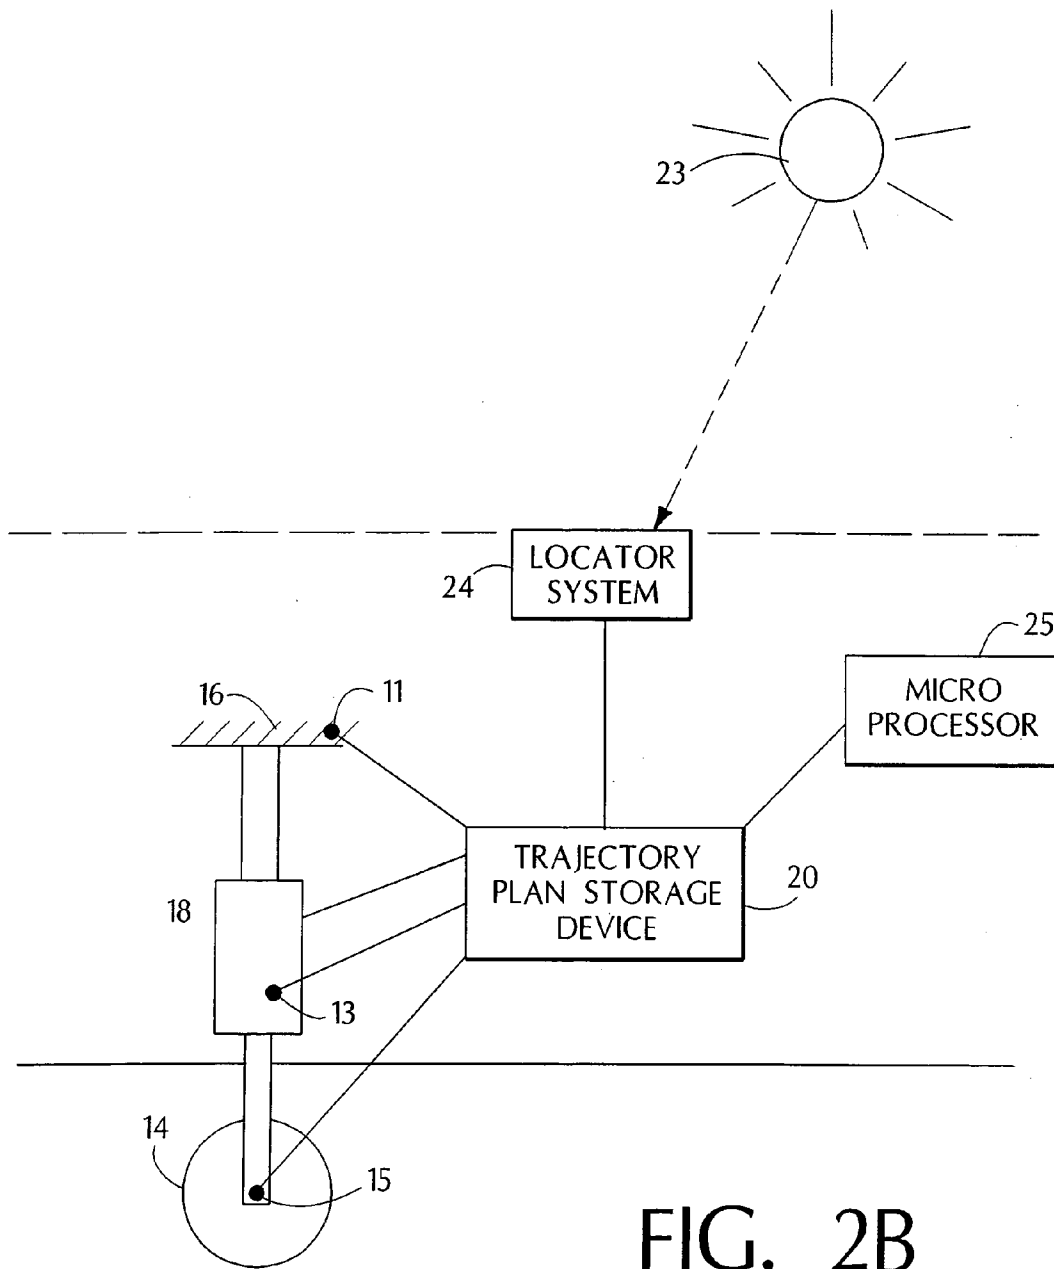 23
LOCATOR
SYSTEM
24
25
MICRO
PROCESSOR
16
11
TRAJECTORY
PLAN STORAGE
DEVICE
20
18
13
14
15
FIG. 2B